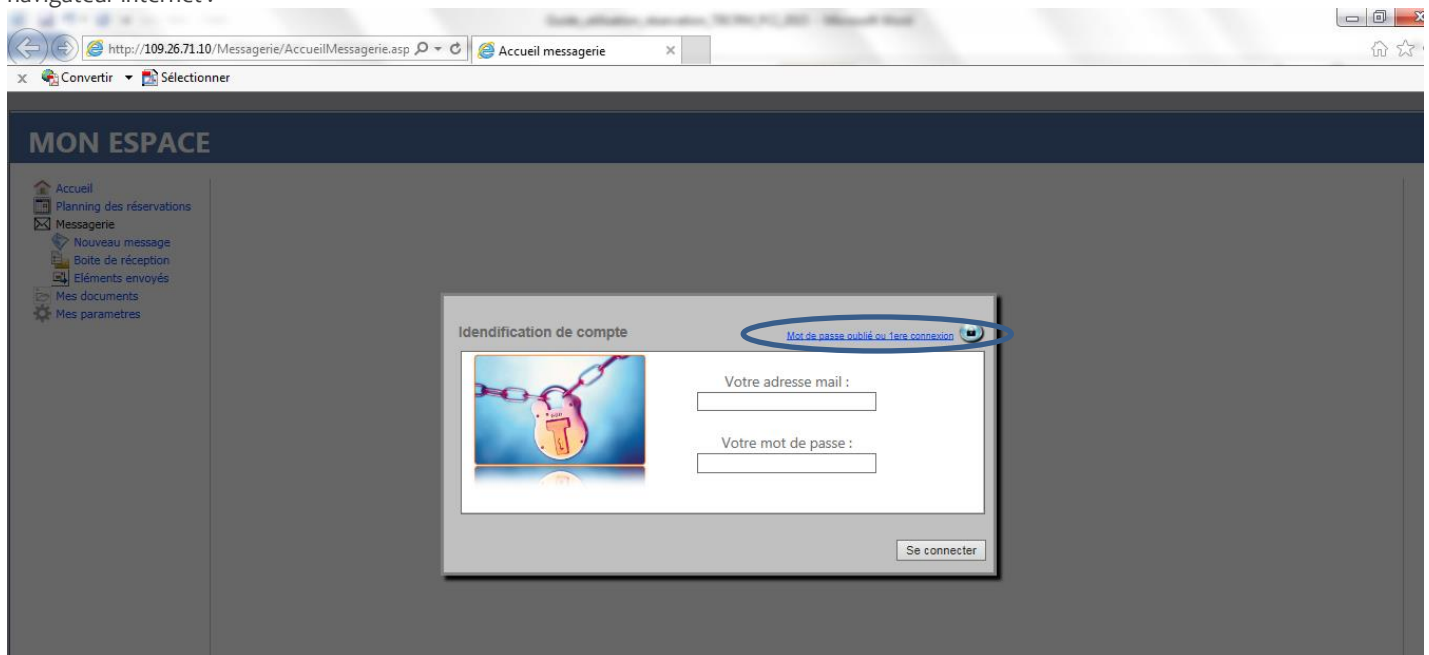 navigateur internet :
http://109.26.71.10/Messagerie/AccueilMessagerie.asp
Accueil messagerie
x Convertir Sélectionner
MON ESPACE
Accueil
Planning des réservations
Messagerie
Nouveau message
Boite de réception
Eléments envoyés
Mes documents
Mes parametres
Idendification de compte
Mot de passe oublié ou 1ere connexion
Votre adresse mail :
Votre mot de passe :
Se connecter